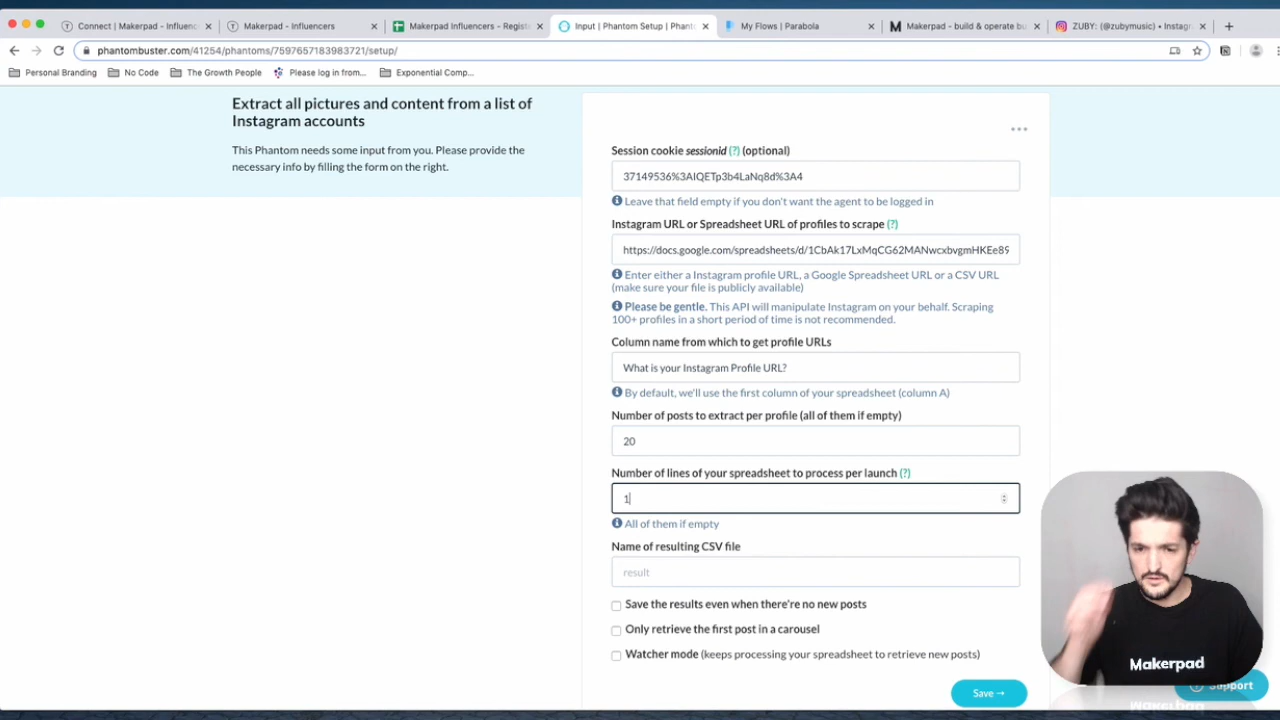 Connect | Makerpad - Influenc
Makerpad - Influencers
Makerpad Influencers - Regist
Input | Phantom Setup | Phant
My Flows | Parabola
Makerpad - build & operate bu
ZUBY: (@zubymusic) • Instagr
phantombuster.com/41254/phantoms/7597657183983721/setup/
Personal Branding
No Code
The Growth People
Please log in from...
Exponential Comp...
Extract all pictures and content from a list of
Instagram accounts
This Phantom needs some input from you. Please provide the
necessary info by filling the form on the right.
Session cookie sessionid (?) (optional)
37149536%3AIQETp3b4LaNq8d%3A4
Leave that field empty if you don't want the agent to be logged in
Instagram URL or Spreadsheet URL of profiles to scrape (?)
https://docs.google.com/spreadsheets/d/1CbAk17LxMqCG62MANwcxbvgmHKEe89
Enter either a Instagram profile URL, a Google Spreadsheet URL or a CSV URL
(make sure your file is publicly available)
Please be gentle. This API will manipulate Instagram on your behalf. Scraping
100+ profiles in a short period of time is not recommended.
Column name from which to get profile URLs
What is your Instagram Profile URL?
By default, we'll use the first column of your spreadsheet (column A)
Number of posts to extract per profile (all of them if empty)
20
Number of lines of your spreadsheet to process per launch (?)
1
All of them if empty
Name of resulting CSV file
result
Save the results even when there're no new posts
Only retrieve the first post in a carousel
Watcher mode (keeps processing your spreadsheet to retrieve new posts)
Save →
Makerpad
Support